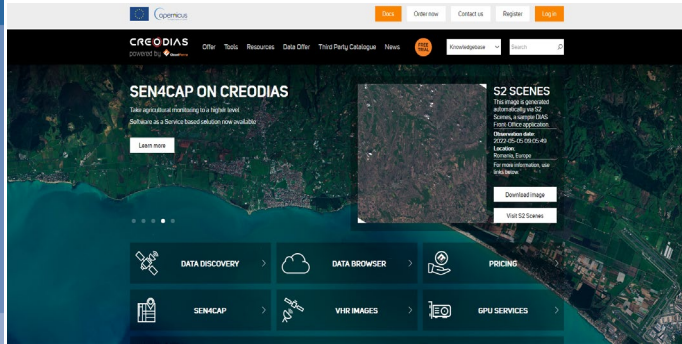 opernicus
Docs
Order now
Contact us
Register
Log in
CREODIAS
powered by cloudferro
Offer
Tools
Resources
Data Offer
Third Party Catalogue
News
FREE TRIAL
Knowledgebase
Search
SEN4CAP ON CREODIAS
Take agricultural monitoring to a higher level
Software as a Service based solution now available
Learn more
S2 SCENES
This image is generated
automatically via S2
Scenes, a sample DIAS
Front-Office application.
Observation date:
2022-05-05 09:05:49
Location:
Romania, Europe
For more information, use
links below.
Download image
Visit S2 Scenes
DATA DISCOVERY
DATA BROWSER
PRICING
SEN4CAP
VHR IMAGES
GPU SERVICES